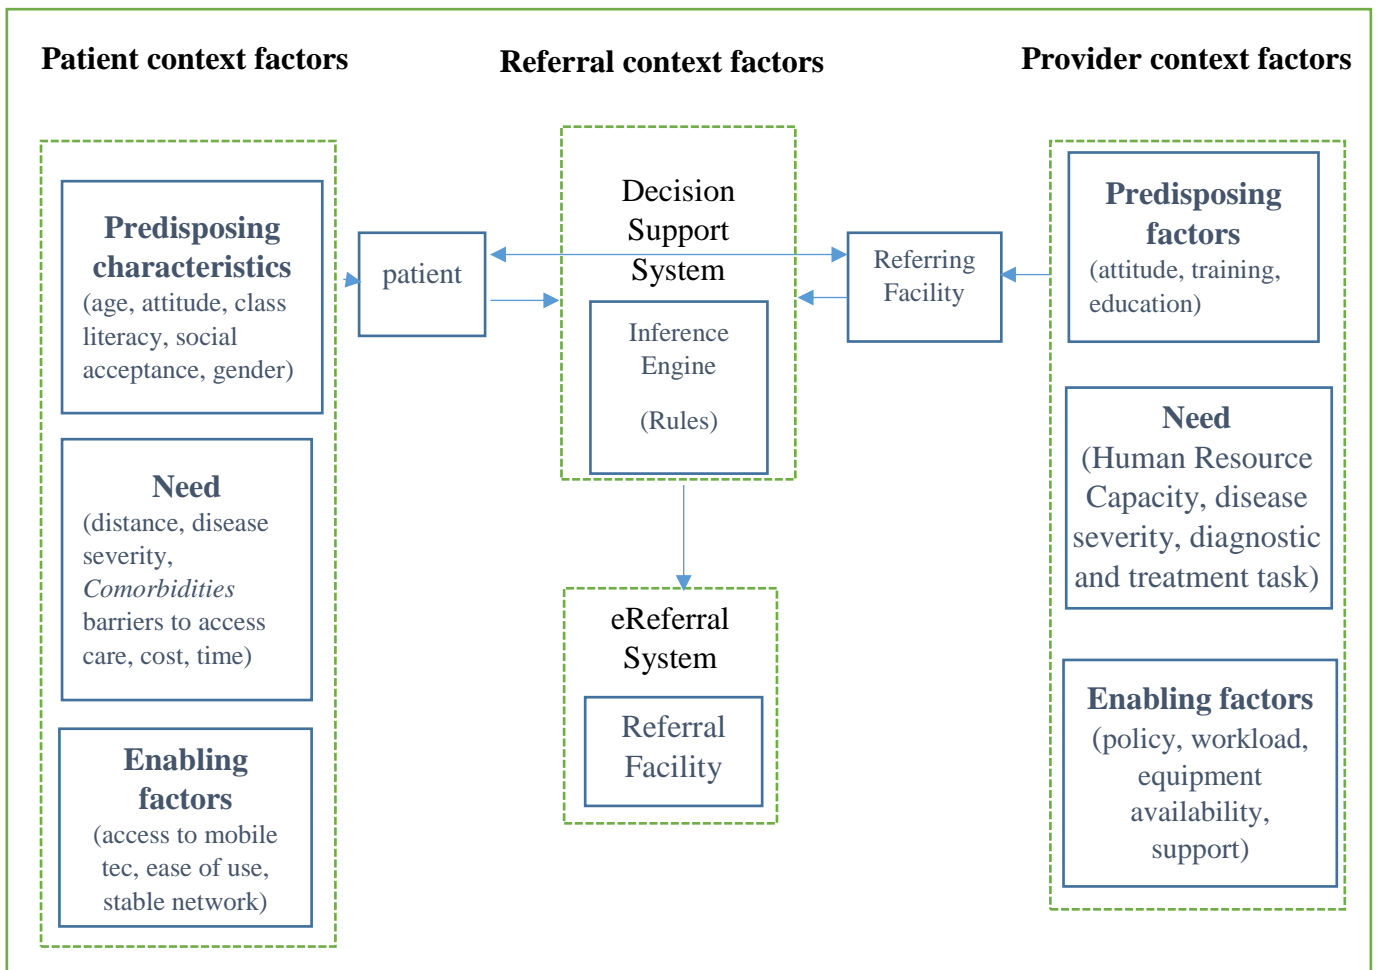 Patient context factors
Referral context factors
Provider context factors
Predisposing
characteristics
(age, attitude, class
literacy, social
acceptance, gender)
Need
(distance, disease
severity,
Comorbidities
barriers to access
care, cost, time)
Enabling
factors
(access to mobile
tec, ease of use,
stable network)
patient
Decision
Support
System
Inference
Engine
(Rules)
eReferral
System
Referral
Facility
Referring
Facility
Predisposing
factors
(attitude, training,
education)
Need
(Human Resource
Capacity, disease
severity, diagnostic
and treatment task)
Enabling factors
(policy, workload,
equipment
availability,
support)